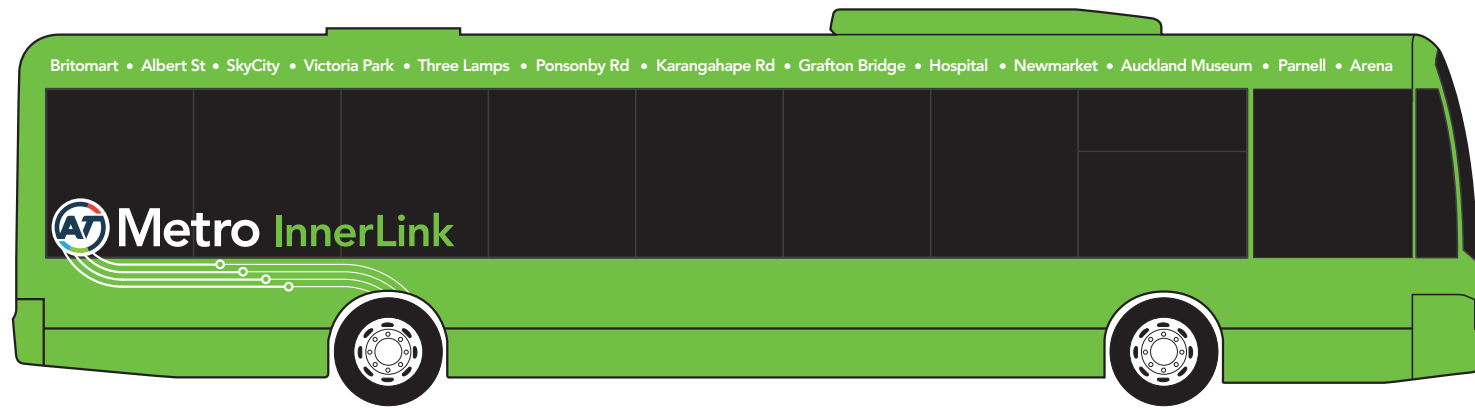 Britomart • Albert St • SkyCity • Victoria Park • Three Lamps • Ponsonby Rd • Karangahape Rd • Grafton Bridge • Hospital • Newmarket • Auckland Museum • Parnell • Arena
AT Metro InnerLink